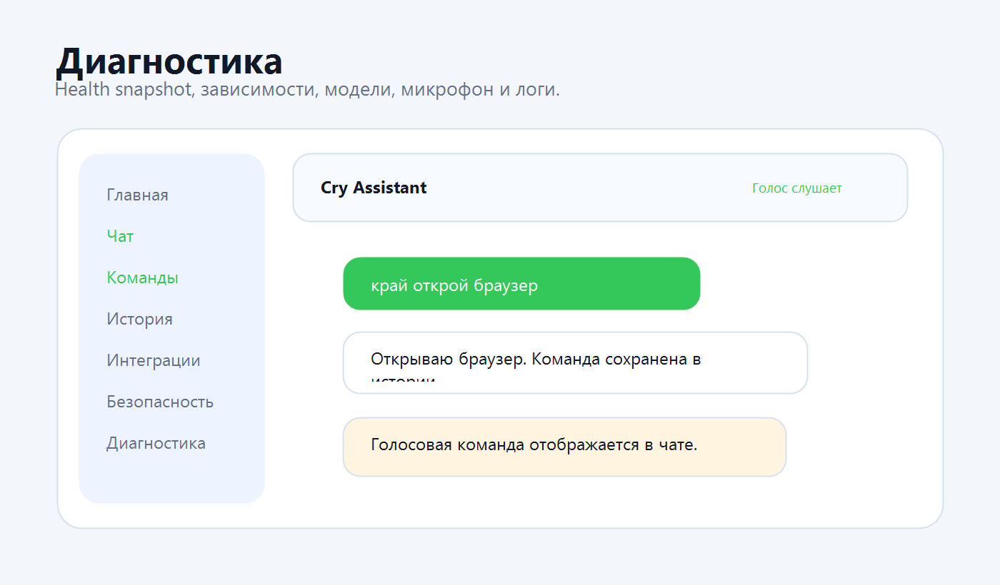 Диагностика
Health snapshot, зависимости, модели, микрофон и логи.
Главная
Чат
Команды
История
Интеграции
Безопасность
Диагностика
Cry Assistant
Голос слушает
край открой браузер
Открываю браузер. Команда сохранена в
истории.
Голосовая команда отображается в чате.